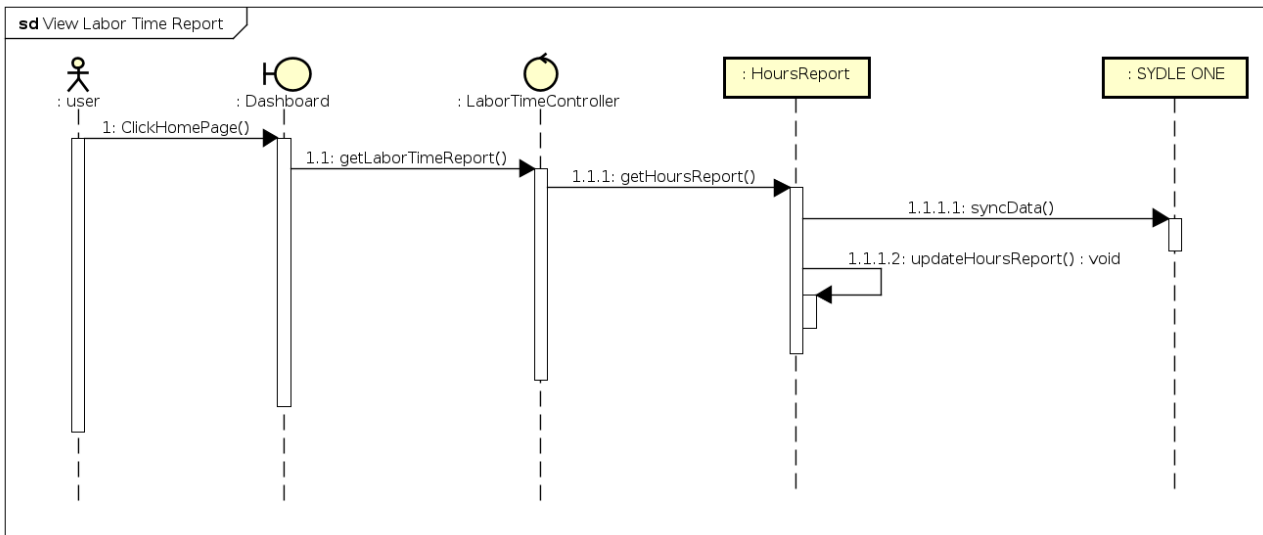 sd View Labor Time Report
: user
: Dashboard
: LaborTimeController
: HoursReport
: SYDLE ONE
1: ClickHomePage()
1.1: getLaborTimeReport()
1.1.1: getHoursReport()
1.1.1.1: syncData()
1.1.1.2: updateHoursReport() : void